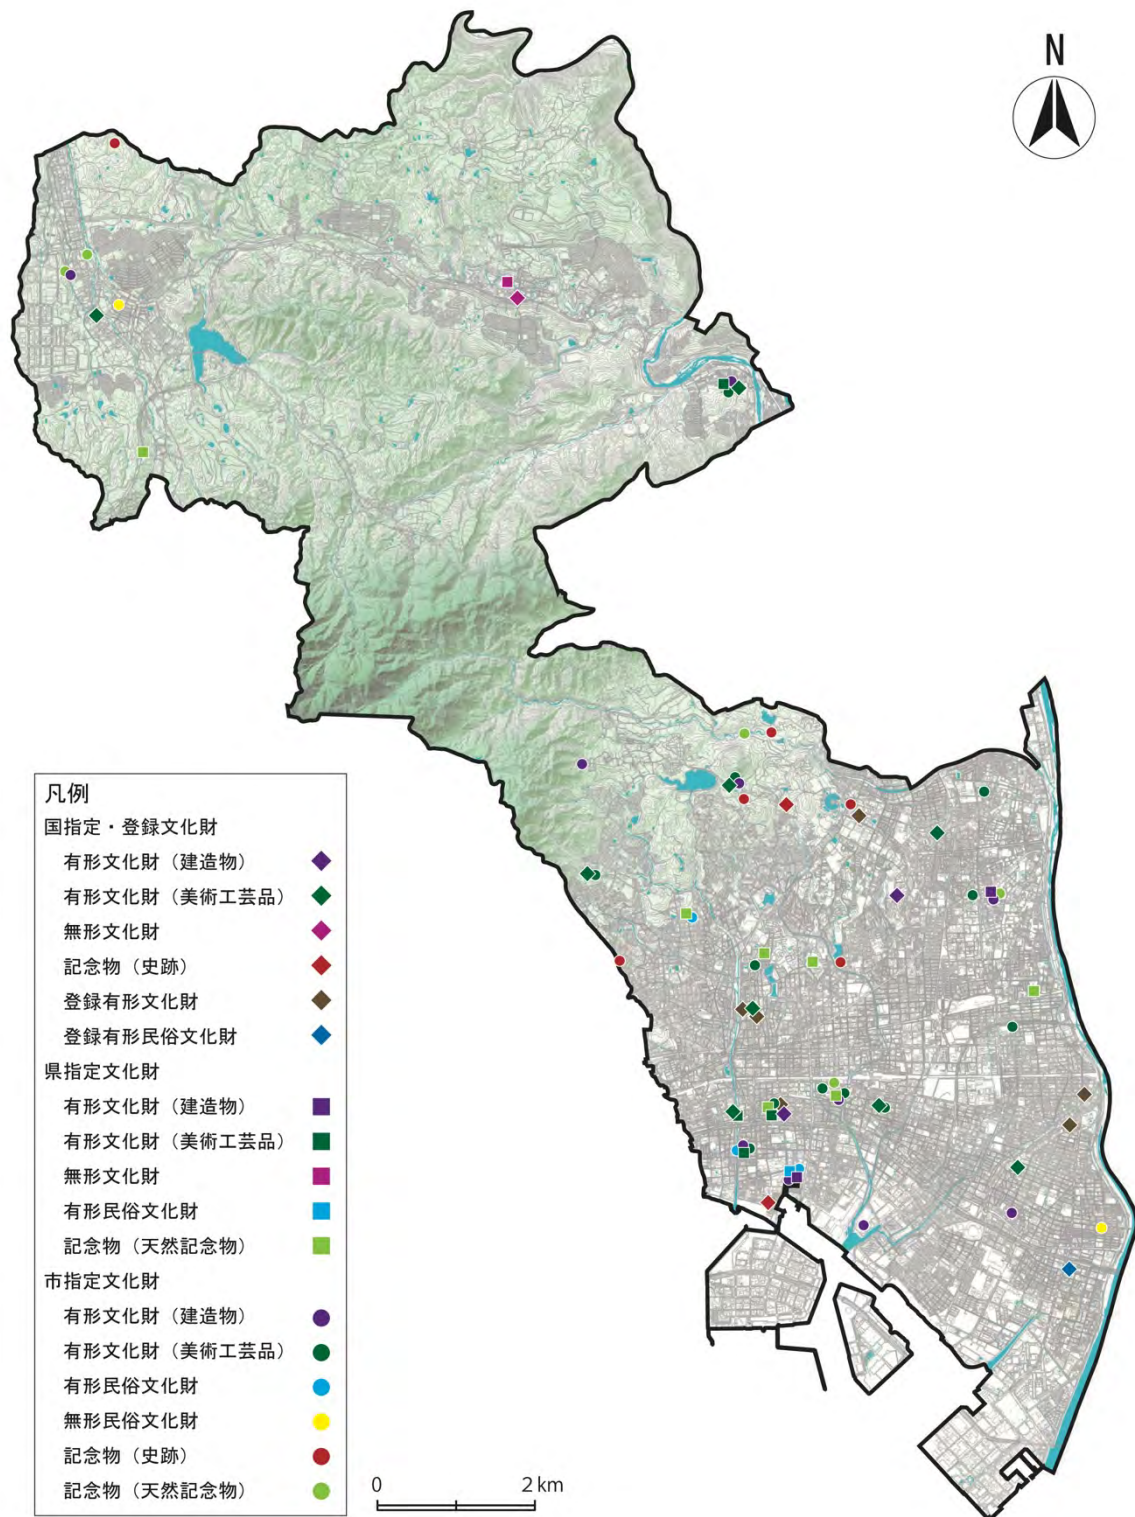 N
凡例
国指定・登録文化財
有形文化財（建造物）
有形文化財（美術工芸品）
無形文化財
記念物（史跡）
登録有形文化財
登録有形民俗文化財
県指定文化財
有形文化財（建造物）
有形文化財（美術工芸品）
無形文化財
有形民俗文化財
記念物（天然記念物）
市指定文化財
有形文化財（建造物）
有形文化財（美術工芸品）
有形民俗文化財
無形民俗文化財
記念物（史跡）
記念物（天然記念物）
0 2 km